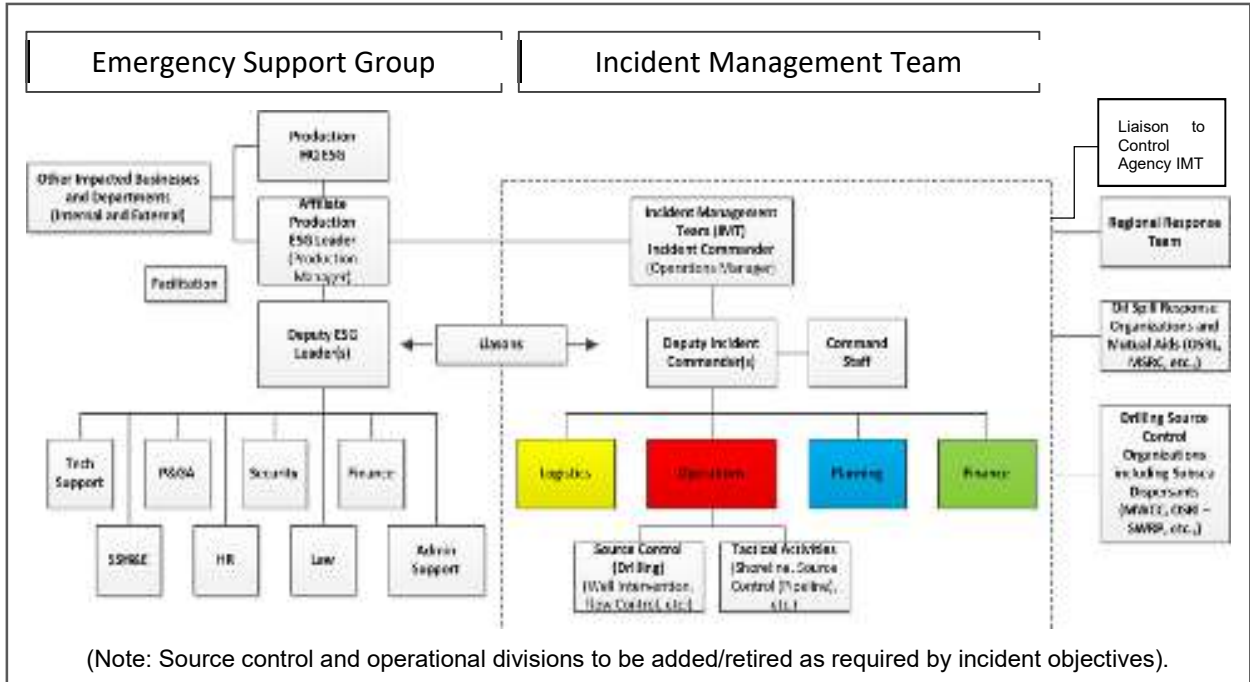 Emergency Support Group
Incident Management Team
Production
HQ ESG
Other Impacted Businesses
and Departments
(Internal and External)
Affiliate
Production
ESG Leader
(Production
Manager)
Facilitation
Deputy ESG
Leader(s)
Liaisons
Tech
Support
P&GA
Security
Finance
SSH&E
HR
Law
Admin
Support
Incident Management
Team (IMT)
Incident Commander
(Operations Manager)
Deputy Incident
Commander(s)
Command
Staff
Logistics
Operations
Planning
Finance
Source Control
(Drilling)
(Well Intervention,
Flow Control, etc.)
Tactical Activities
(Shoreline, Source
Control (Pipeline),
etc.)
Liaison to
Control
Agency IMT
Regional Response
Team
Oil Spill Response
Organizations and
Mutual Aids (OSRL,
MSRC, etc.,)
Drilling Source
Control
Organizations
including Subsea
Dispersants
(MWCC, OSRL –
SWRP, etc.,)
(Note: Source control and operational divisions to be added/retired as required by incident objectives).